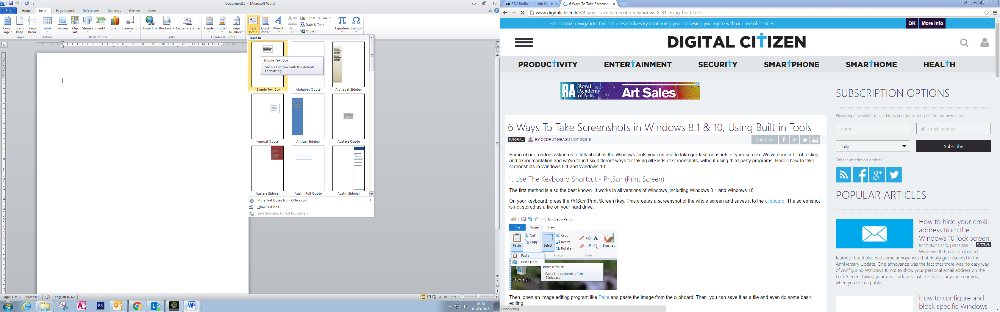 Document12 - Microsoft Word
File Home Insert Page Layout References Mailings Review View
Cover Page Blank Page Page Break Table Picture Clip Art Shapes SmartArt Chart Screenshot Hyperlink Bookmark Cross-reference Header Footer Page Number Text Box Quick Parts WordArt Drop Cap Signature Line Date & Time Object Equation Symbol
Pages Tables Illustrations Links Header & Footer
Built-In
Simple Text Box
Simple text box with the default
formatting
Simple Text Box Alphabet Quote Alphabet Sidebar
Annual Quote Annual Sidebar Austere Quote
Austere Sidebar Austin Pull Quote Austin Sidebar
More Text Boxes from Office.com
Draw Text Box
Save Selection to Text Box Gallery
Page: 1 of 1 Words: 0 English (U.K.) 90%
08:38
01/09/2016
BBC Radio 1 - Justin Bi
6 Ways To Take Screensh
www.digitalcitizen.life/4-ways-take-screenshots-windows-8-81-using-built-tools
For optimal navigation, this site uses cookies.By continuing your browsing you agree with our use of cookies. OK More info
DIGITAL CITIZEN
PRODUCTIVITY ENTERTAINMENT SECURITY SMARTPHONE SMARTHOME HEALTH
RA Royal Academy of Arts Art Sales
6 Ways To Take Screenshots in Windows 8.1 & 10, Using Built-in Tools
TUTORIAL BY CODRUT NEAGU | 06/15/2015 Share on
Some of our readers asked us to talk about all the Windows tools you can use to take quick screenshots of your screen. We've done a bit of testing
and experimentation and we've found six different ways for taking all kinds of screenshots, without using third-party programs. Here's how to take
screenshots in Windows 8.1 and Windows 10:
1. Use The Keyboard Shortcut - PrtScn (Print Screen)
The first method is also the best known. It works in all versions of Windows, including Windows 8.1 and Windows 10.
On your keyboard, press the PrtScn (Print Screen) key. This creates a screenshot of the whole screen and saves it to the clipboard. The screenshot
is not stored as a file on your hard drive.
Untitled - Paint
File Home View
Paste Cut Copy Select Crop Resize Rotate Brushes
Image Tools
Paste
Paste from
Paste (Ctrl+V)
Paste the contents of the
Clipboard.
Recycle Bin
Then, open an image editing program like Paint and paste the image from the clipboard. Then, you can save it as a file and even do some basic
editing.
Connecting...
SUBSCRIPTION OPTIONS
Please input a valid e-mail address in order to subscribe to our newsletter
Name @ e-mail address
Daily Subscribe
Other subscription options
POPULAR ARTICLES
How to hide your email
address from the
Windows 10 lock screen
BY CODRUT NEAGU | 08.25.2016 TUTORIAL
Windows 10 has a lot of good
features, but it also had some annoyances that finally got resolved in the
Anniversary Update. One annoyance was the fact that there was no easy way
of configuring Windows 10 not to show your personal email address on the
Lock Screen. Giving your email address just like that to anyone near you,
when you're in a public...
How to configure and
block specific Windows